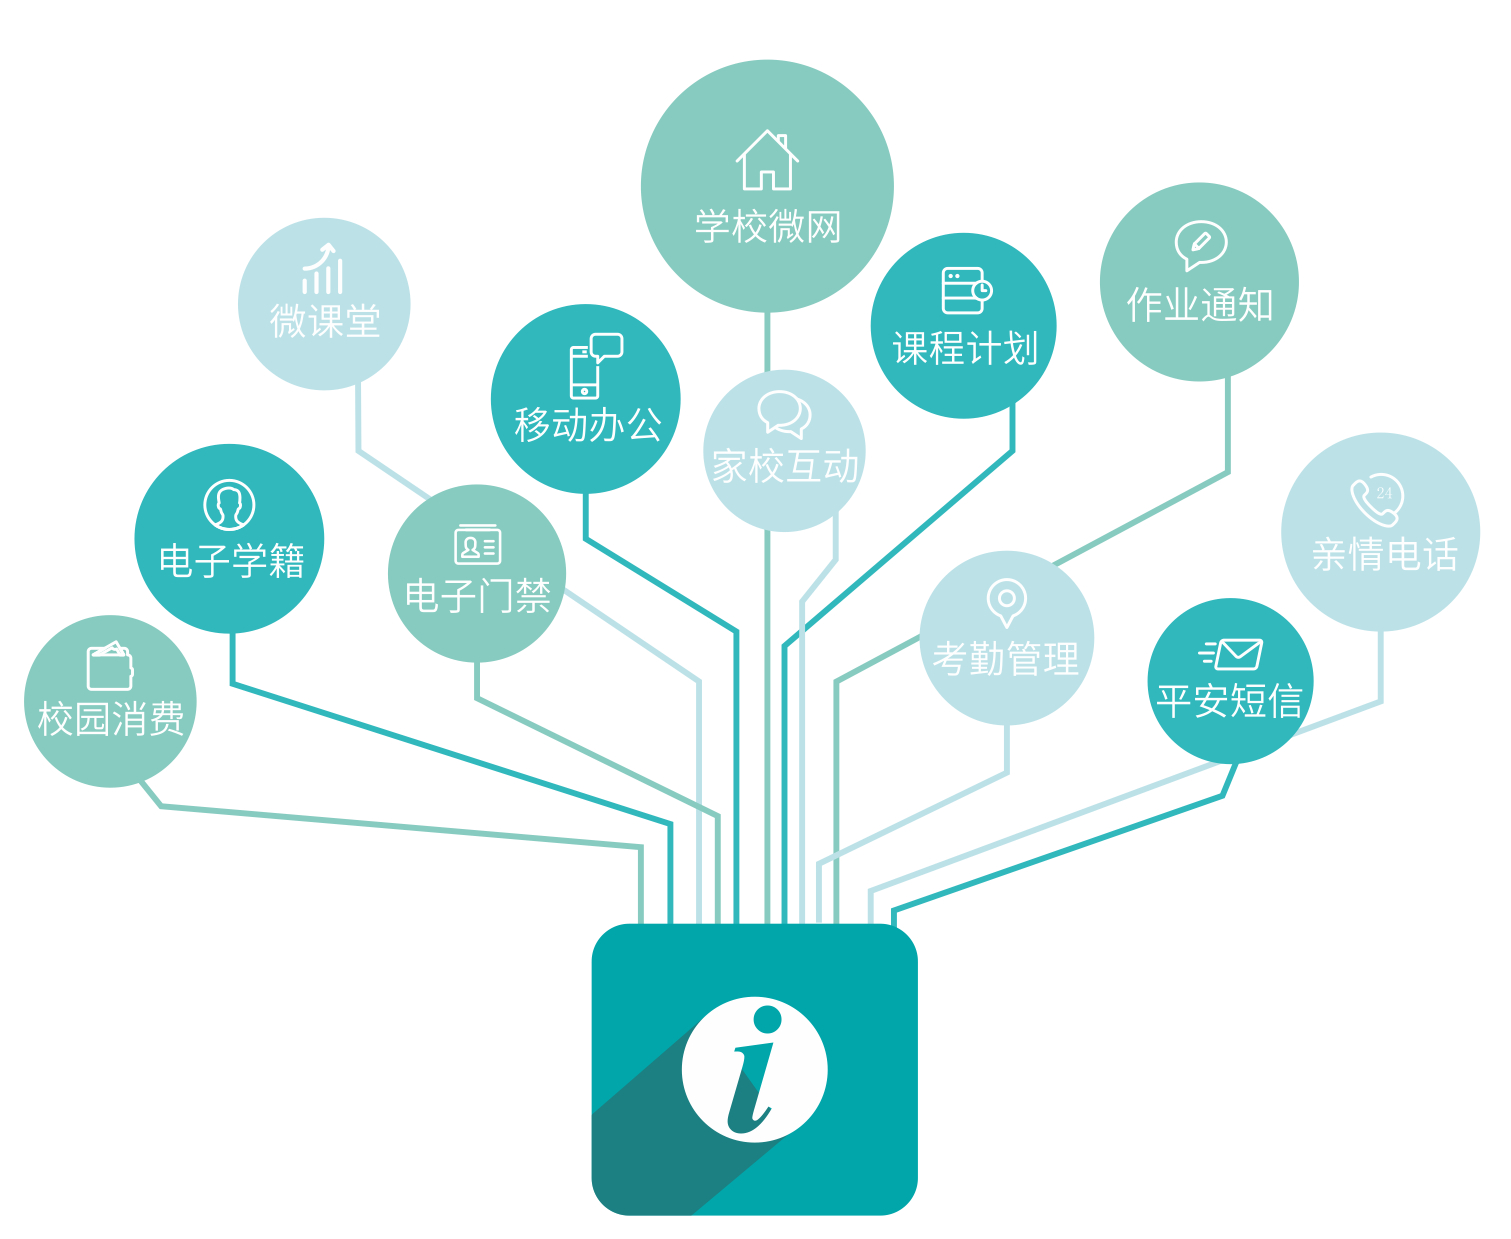 学校微网
微课堂
作业通知
课程计划
移动办公
家校互动
24
电子学籍
亲情电话
电子门禁
考勤管理
平安短信
校园消费
i